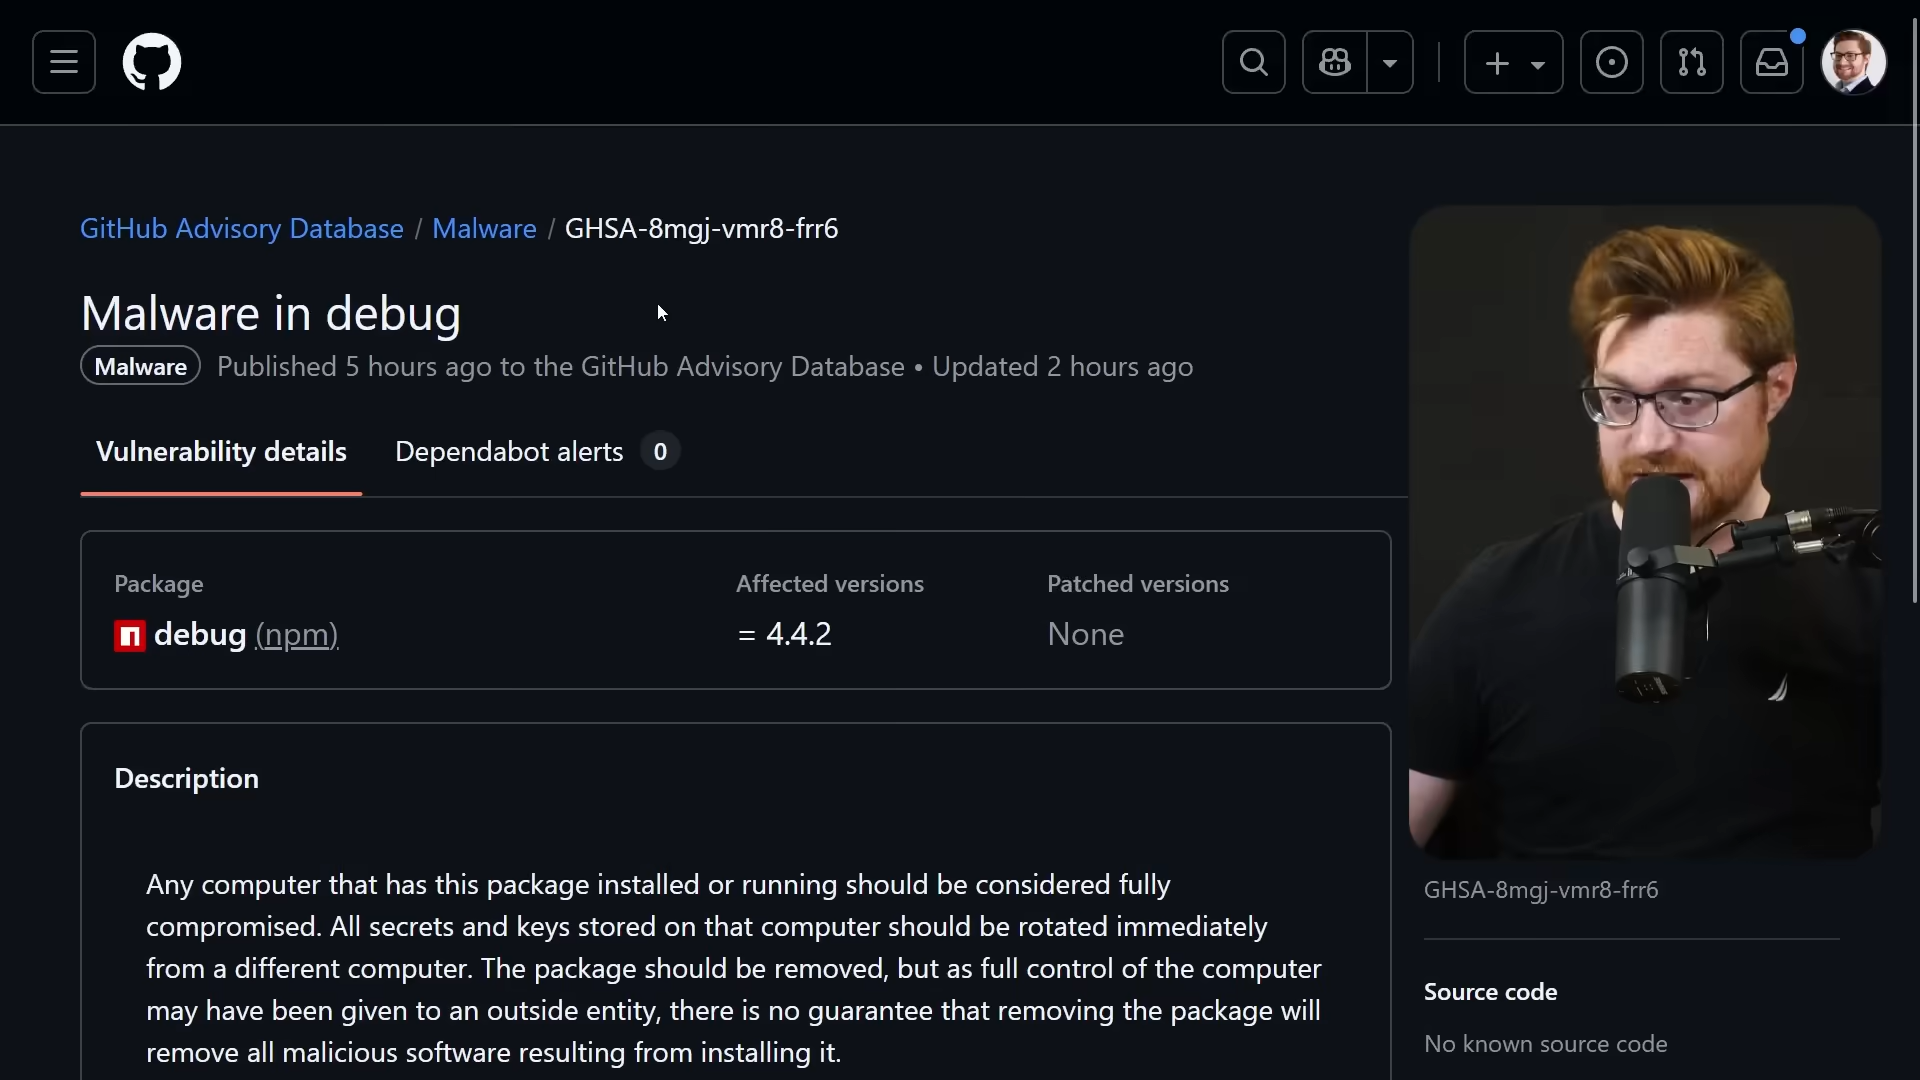 GitHub Advisory Database / Malware / GHSA-8mgj-vmr8-frr6
Malware in debug
Malware Published 5 hours ago to the GitHub Advisory Database • Updated 2 hours ago
Vulnerability details Dependabot alerts 0
Package Affected versions Patched versions
debug (npm) = 4.4.2 None
Description
Any computer that has this package installed or running should be considered fully
compromised. All secrets and keys stored on that computer should be rotated immediately
from a different computer. The package should be removed, but as full control of the computer
may have been given to an outside entity, there is no guarantee that removing the package will
remove all malicious software resulting from installing it.
GHSA-8mgj-vmr8-frr6
Source code
No known source code